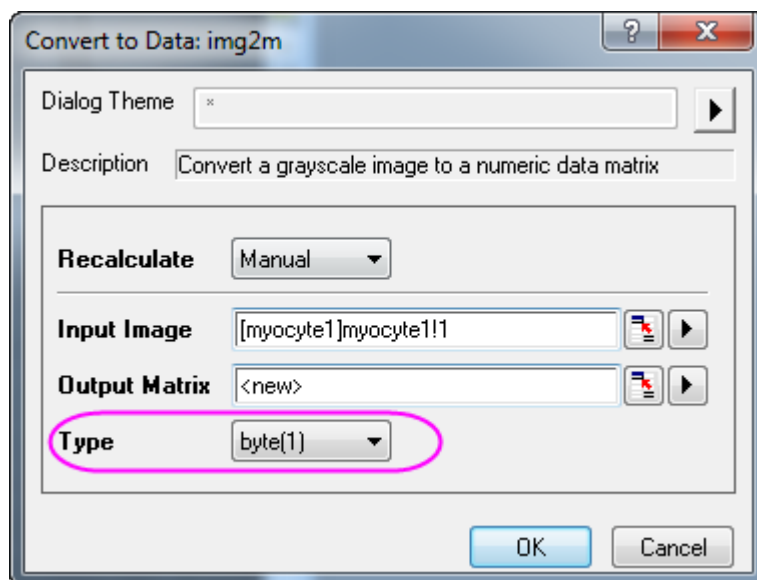 Convert to Data: img2m
Dialog Theme *
Description Convert a grayscale image to a numeric data matrix
Recalculate Manual
Input Image [myocyte1]myocyte1!1
Output Matrix <new>
Type byte(1)
OK Cancel